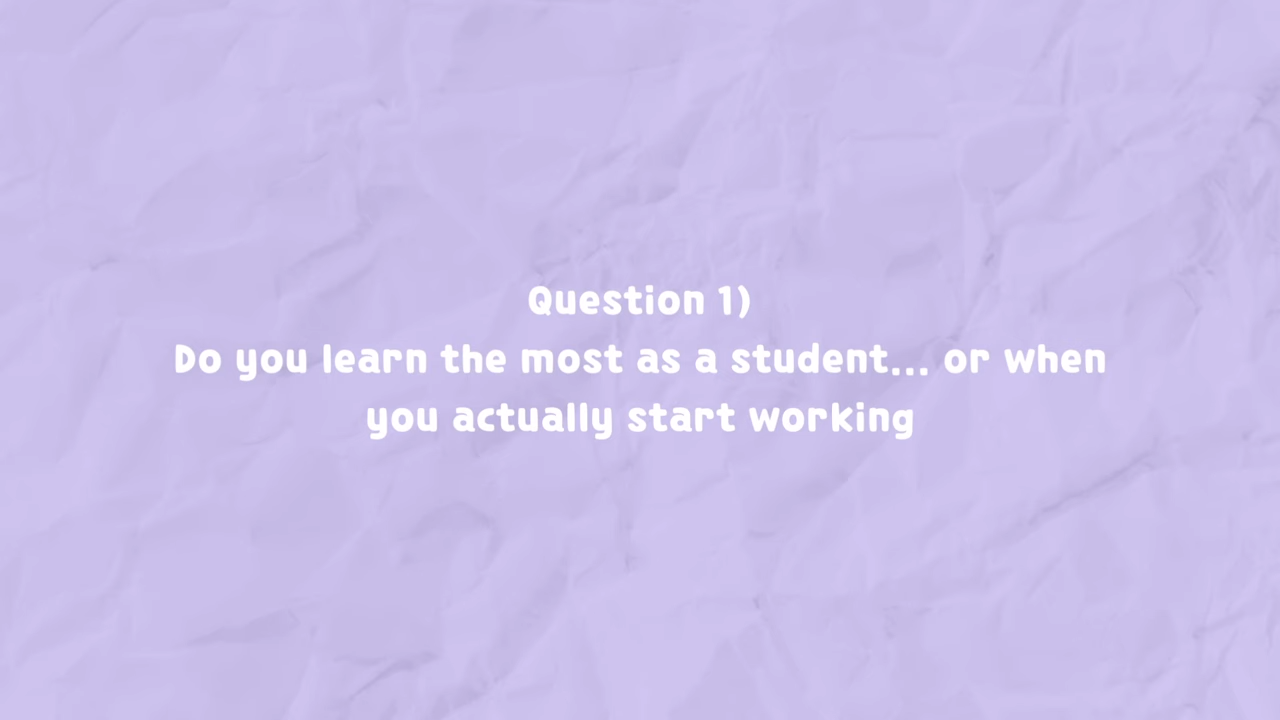 Question 1)
Do you learn the most as a student... or when
you actually start working